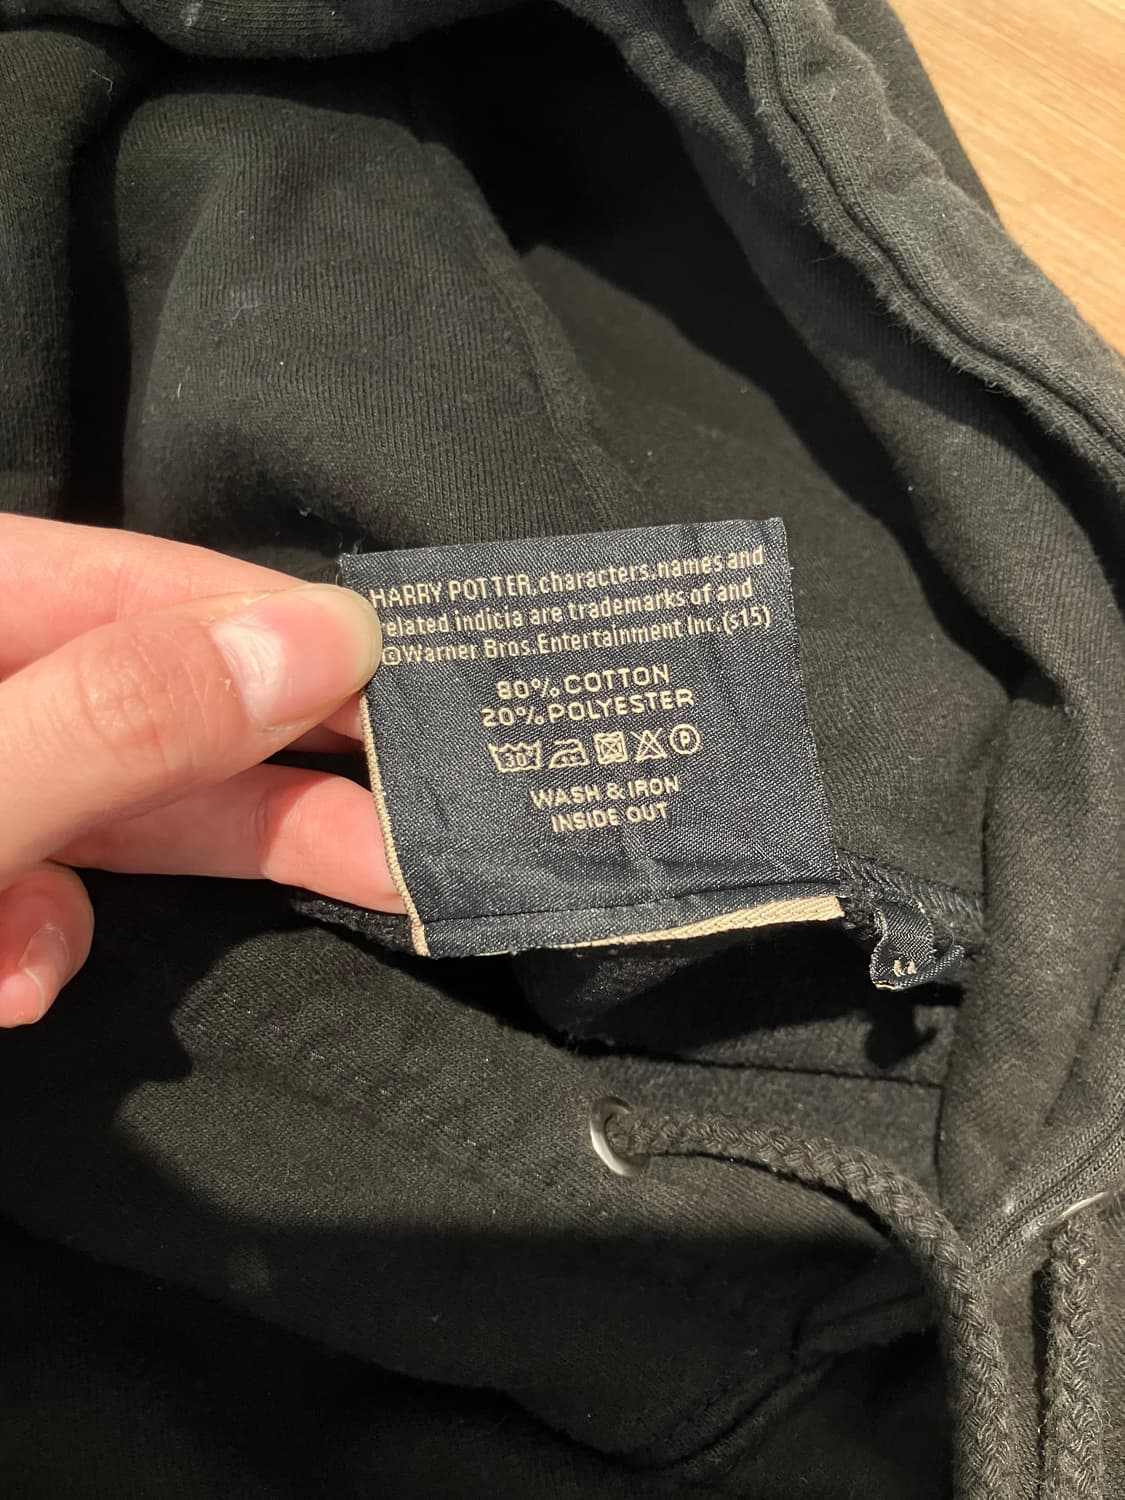 HARRY POTTER, characters, names and
related indicia are trademarks of and
©Warner Bros. Entertainment Inc. (s15)
80% COTTON
20% POLYESTER
30
P
WASH & IRON
INSIDE OUT